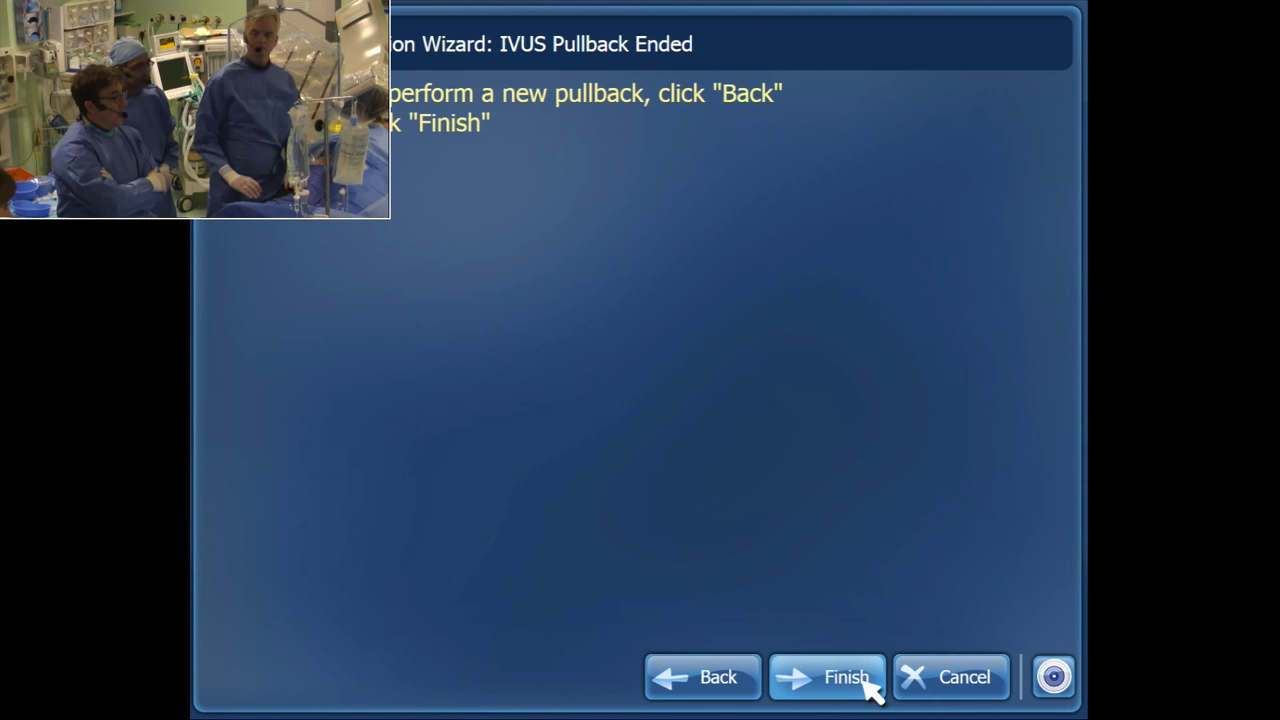 on Wizard: IVUS Pullback Ended
perform a new pullback, click "Back"
k "Finish"
Back
Finish
Cancel